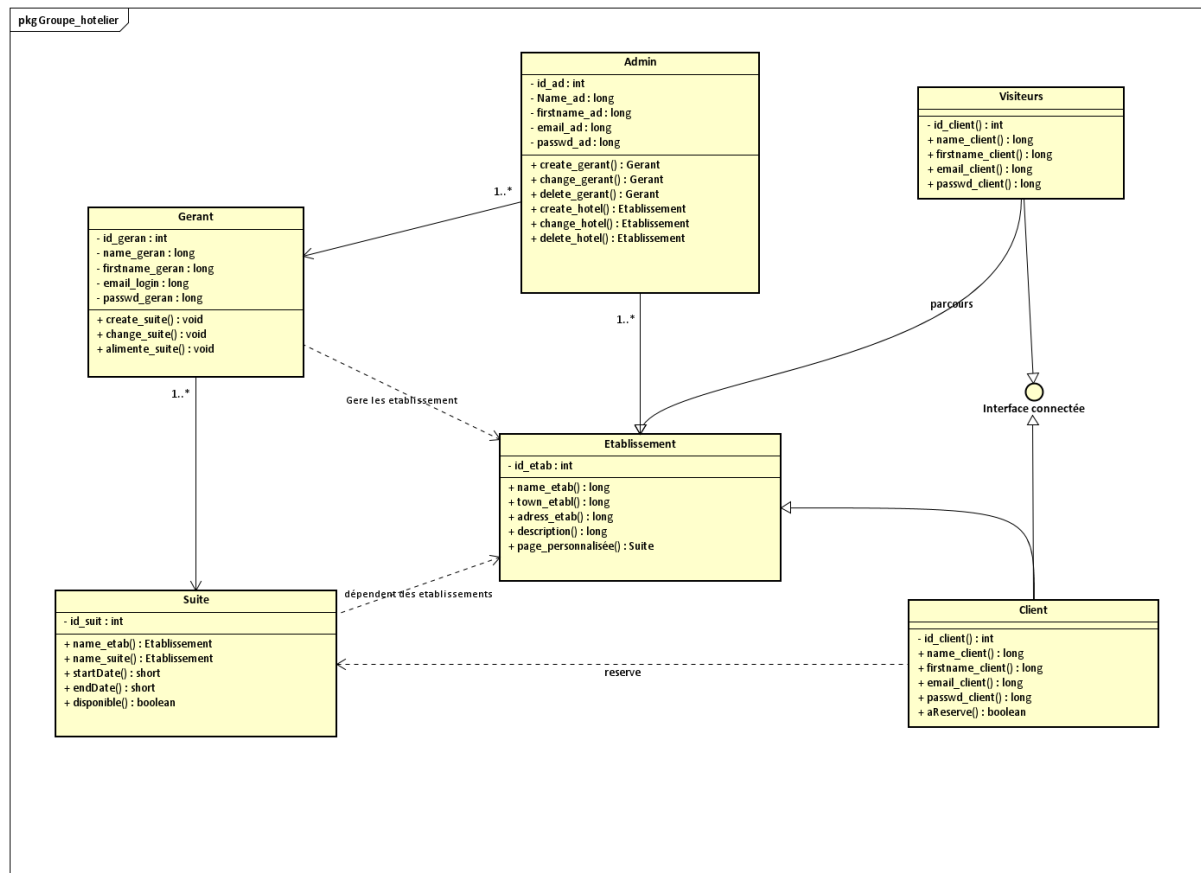 pkg Groupe_hotelier
Admin
- id_ad : int
- Name_ad : long
- firstname_ad : long
- email_ad : long
- passwd_ad : long
+ create_gerant() : Gerant
+ change_gerant() : Gerant
+ delete_gerant() : Gerant
+ create_hotel() : Etablissement
+ change_hotel() : Etablissement
+ delete_hotel() : Etablissement
Visiteurs
- id_client() : int
+ name_client() : long
+ firstname_client() : long
+ email_client() : long
+ passwd_client() : long
1..*
Gerant
- id_geran : int
- name_geran : long
- firstname_geran : long
- email_login : long
- passwd_geran : long
+ create_suite() : void
+ change_suite() : void
+ alimente_suite() : void
1..*
parcours
1..*
Gere les etablissement
Interface connectée
Etablissement
- id_etab : int
+ name_etab() : long
+ town_etabl() : long
+ adress_etab() : long
+ description() : long
+ page_personnalisée() : Suite
dépendent des etablissements
Suite
- id_suit : int
+ name_etab() : Etablissement
+ name_suite() : Etablissement
+ startDate() : short
+ endDate() : short
+ disponible() : boolean
reserve
Client
- id_client() : int
+ name_client() : long
+ firstname_client() : long
+ email_client() : long
+ passwd_client() : long
+ aReserve() : boolean